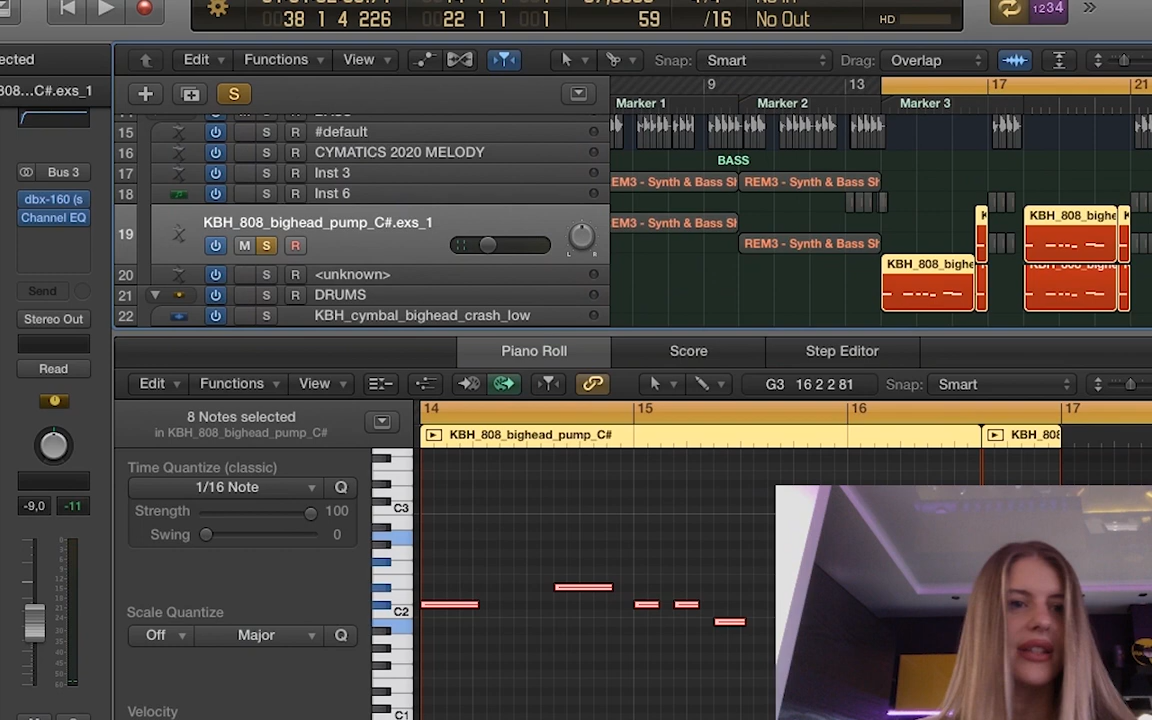 38 1 4 226
22 1 1 1
59
/16
No Out
HD
1234
ected
Edit
Functions
View
Snap:
Smart
Drag:
Overlap
808...C#.exs_1
S
9
13
17
21
Marker 1
Marker 2
Marker 3
15
S
R
#default
16
S
R
CYMATICS 2020 MELODY
BASS
17
S
R
Inst 3
EM3 - Synth & Bass Sh
REM3 - Synth & Bass Sh
18
S
R
Inst 6
Bus 3
dbx-160 (s
Channel EQ
19
KBH_808_bighead_pump_C#.exs_1
M
S
R
L
R
EM3 - Synth & Bass Sh
REM3 - Synth & Bass Sh
KBH_808_bighe
K
KBH_808_bighe
K
KBH_808_bighe
20
S
R
<unknown>
21
S
R
DRUMS
22
S
R
KBH_cymbal_bighead_crash_low
Send
Stereo Out
Read
-9,0
-11
Piano Roll
Score
Step Editor
Edit
Functions
View
G3
16 2 2 81
Snap:
Smart
8 Notes selected
in KBH_808_bighead_pump_C#
14
15
16
17
KBH_808_bighead_pump_C#
KBH_808
Time Quantize (classic)
1/16 Note
Q
Strength
100
Swing
0
Scale Quantize
Off
Major
Q
Velocity
C3
C2
C1